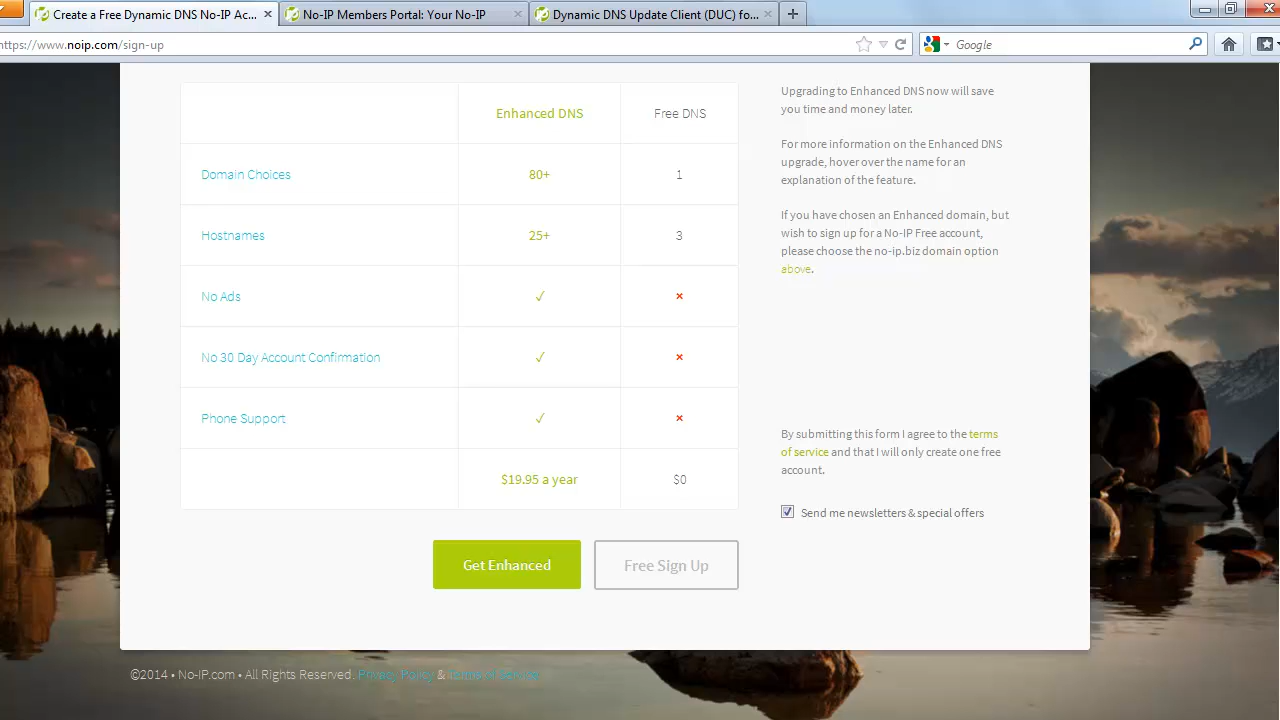 Create a Free Dynamic DNS No-IP Ac...
No-IP Members Portal: Your No-IP
Dynamic DNS Update Client (DUC) fo...
https://www.noip.com/sign-up
Google
Enhanced DNS
Free DNS
Domain Choices
80+
1
Hostnames
25+
3
No Ads
✓
×
No 30 Day Account Confirmation
✓
×
Phone Support
✓
×
$19.95 a year
$0
Get Enhanced
Free Sign Up
Upgrading to Enhanced DNS now will save
you time and money later.
For more information on the Enhanced DNS
upgrade, hover over the name for an
explanation of the feature.
If you have chosen an Enhanced domain, but
wish to sign up for a No-IP Free account,
please choose the no-ip.biz domain option
above.
By submitting this form I agree to the terms
of service and that I will only create one free
account.
Send me newsletters & special offers
©2014 • No-IP.com • All Rights Reserved. Privacy Policy & Terms of Service